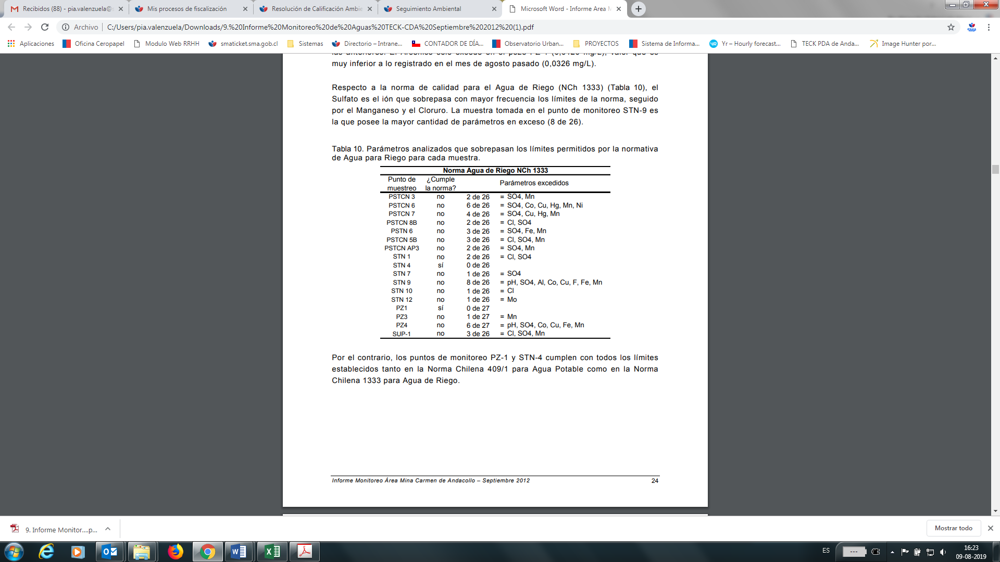 Recibidos (88) - pia.valenzuela@
Mis procesos de fiscalización
Resolución de Calificación Ambie
Seguimiento Ambiental
Microsoft Word - Informe Area M
Archivo
C:/Users/pia.valenzuela/Downloads/9.%20Informe%20Monitoreo%20de%20Aguas%20TECK-CDA%20Septiembre%202012%20(1).pdf
Aplicaciones
Oficina Ceropapel
Modulo Web RRHH
smaticket.sma.gob.cl
Sistemas
Directorio – Intrane...
CONTADOR DE DÍA...
Observatorio Urban...
PROYECTOS
Sistema de Informa...
Yr – Hourly forecast...
TECK PDA de Anda...
Image Hunter por...
muy inferior a lo registrado en el mes de agosto pasado (0,0326 mg/L).
Respecto a la norma de calidad para el Agua de Riego (NCh 1333) (Tabla 10), el
Sulfato es el ión que sobrepasa con mayor frecuencia los límites de la norma, seguido
por el Manganeso y el Cloruro. La muestra tomada en el punto de monitoreo STN-9 es
la que posee la mayor cantidad de parámetros en exceso (8 de 26).
Tabla 10. Parámetros analizados que sobrepasan los límites permitidos por la normativa
de Agua para Riego para cada muestra.
Norma Agua de Riego NCh 1333
Punto de muestreo ¿Cumple la norma? Parámetros excedidos
PSTCN 3 no 2 de 26 = SO4, Mn
PSTCN 6 no 6 de 26 = SO4, Co, Cu, Hg, Mn, Ni
PSTCN 7 no 4 de 26 = SO4, Cu, Hg, Mn
PSTCN 8B no 2 de 26 = Cl, SO4
PSTN 6 no 3 de 26 = SO4, Fe, Mn
PSTCN 5B no 3 de 26 = Cl, SO4, Mn
PSTCN AP3 no 2 de 26 = SO4, Mn
STN 1 no 2 de 26 = Cl, SO4
STN 4 sí 0 de 26
STN 7 no 1 de 26 = SO4
STN 9 no 8 de 26 = pH, SO4, Al, Co, Cu, F, Fe, Mn
STN 10 no 1 de 26 = Cl
STN 12 no 1 de 26 = Mo
PZ1 sí 0 de 27
PZ3 no 1 de 27 = Mn
PZ4 no 6 de 27 = pH, SO4, Co, Cu, Fe, Mn
SUP-1 no 3 de 26 = Cl, SO4, Mn
Por el contrario, los puntos de monitoreo PZ-1 y STN-4 cumplen con todos los límites
establecidos tanto en la Norma Chilena 409/1 para Agua Potable como en la Norma
Chilena 1333 para Agua de Riego.
Informe Monitoreo Área Mina Carmen de Andacollo – Septiembre 2012 24
9. Informe Monitor....p...
Mostrar todo
ES
16:23
09-08-2019